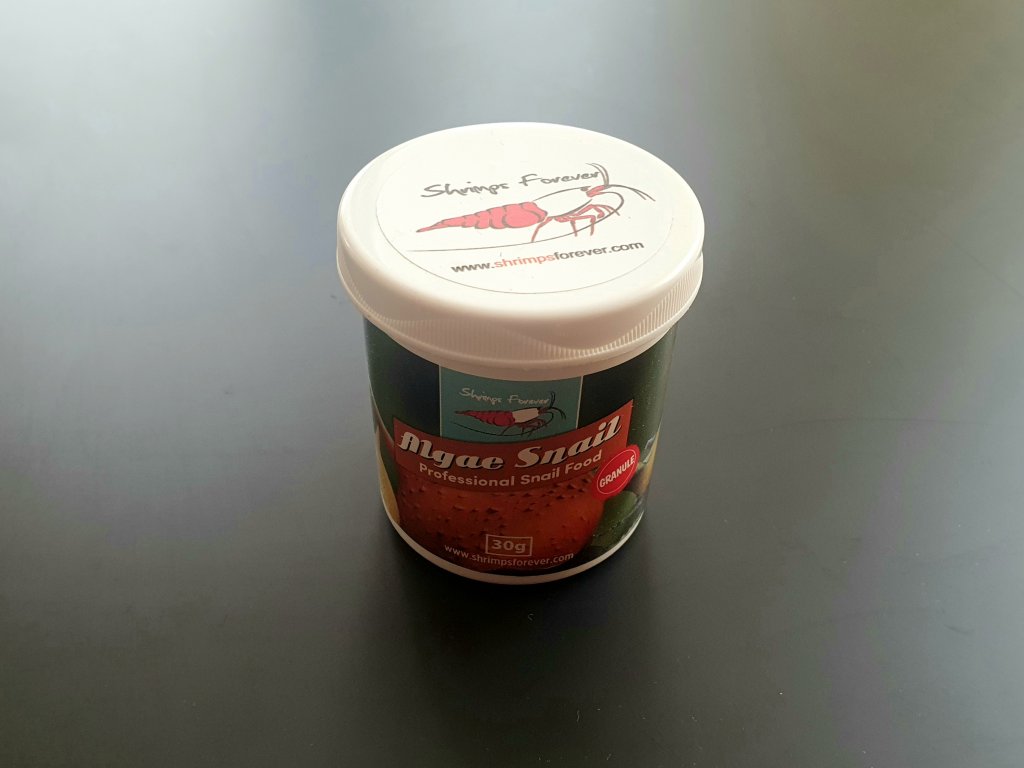 Shrimps Forever
www.shrimpsforever.com
Shrimps Forever
Algae Snail
Professional Snail Food
GRANULE
30g
www.shrimpsforever.com